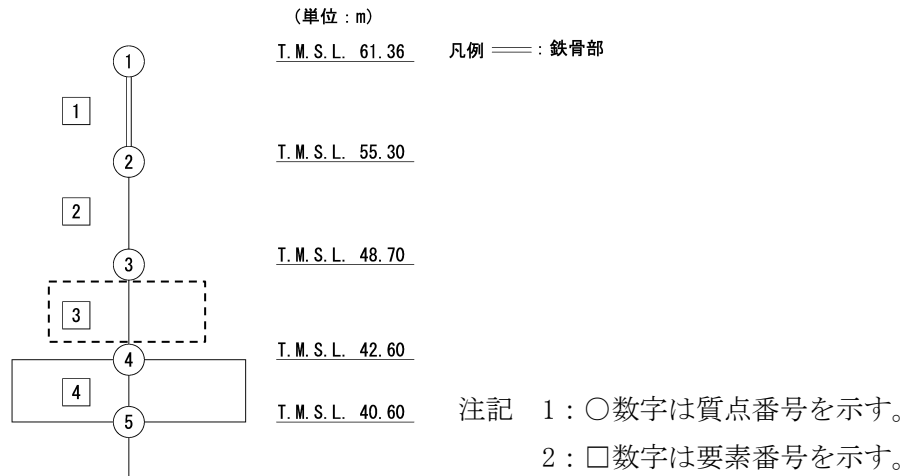 (単位：m)
① T.M.S.L. 61.36 凡例 ═══：鉄骨部
1
② T.M.S.L. 55.30
2
③ T.M.S.L. 48.70
3
④ T.M.S.L. 42.60
4
⑤ T.M.S.L. 40.60
注記 1：○数字は質点番号を示す。
2：□数字は要素番号を示す。